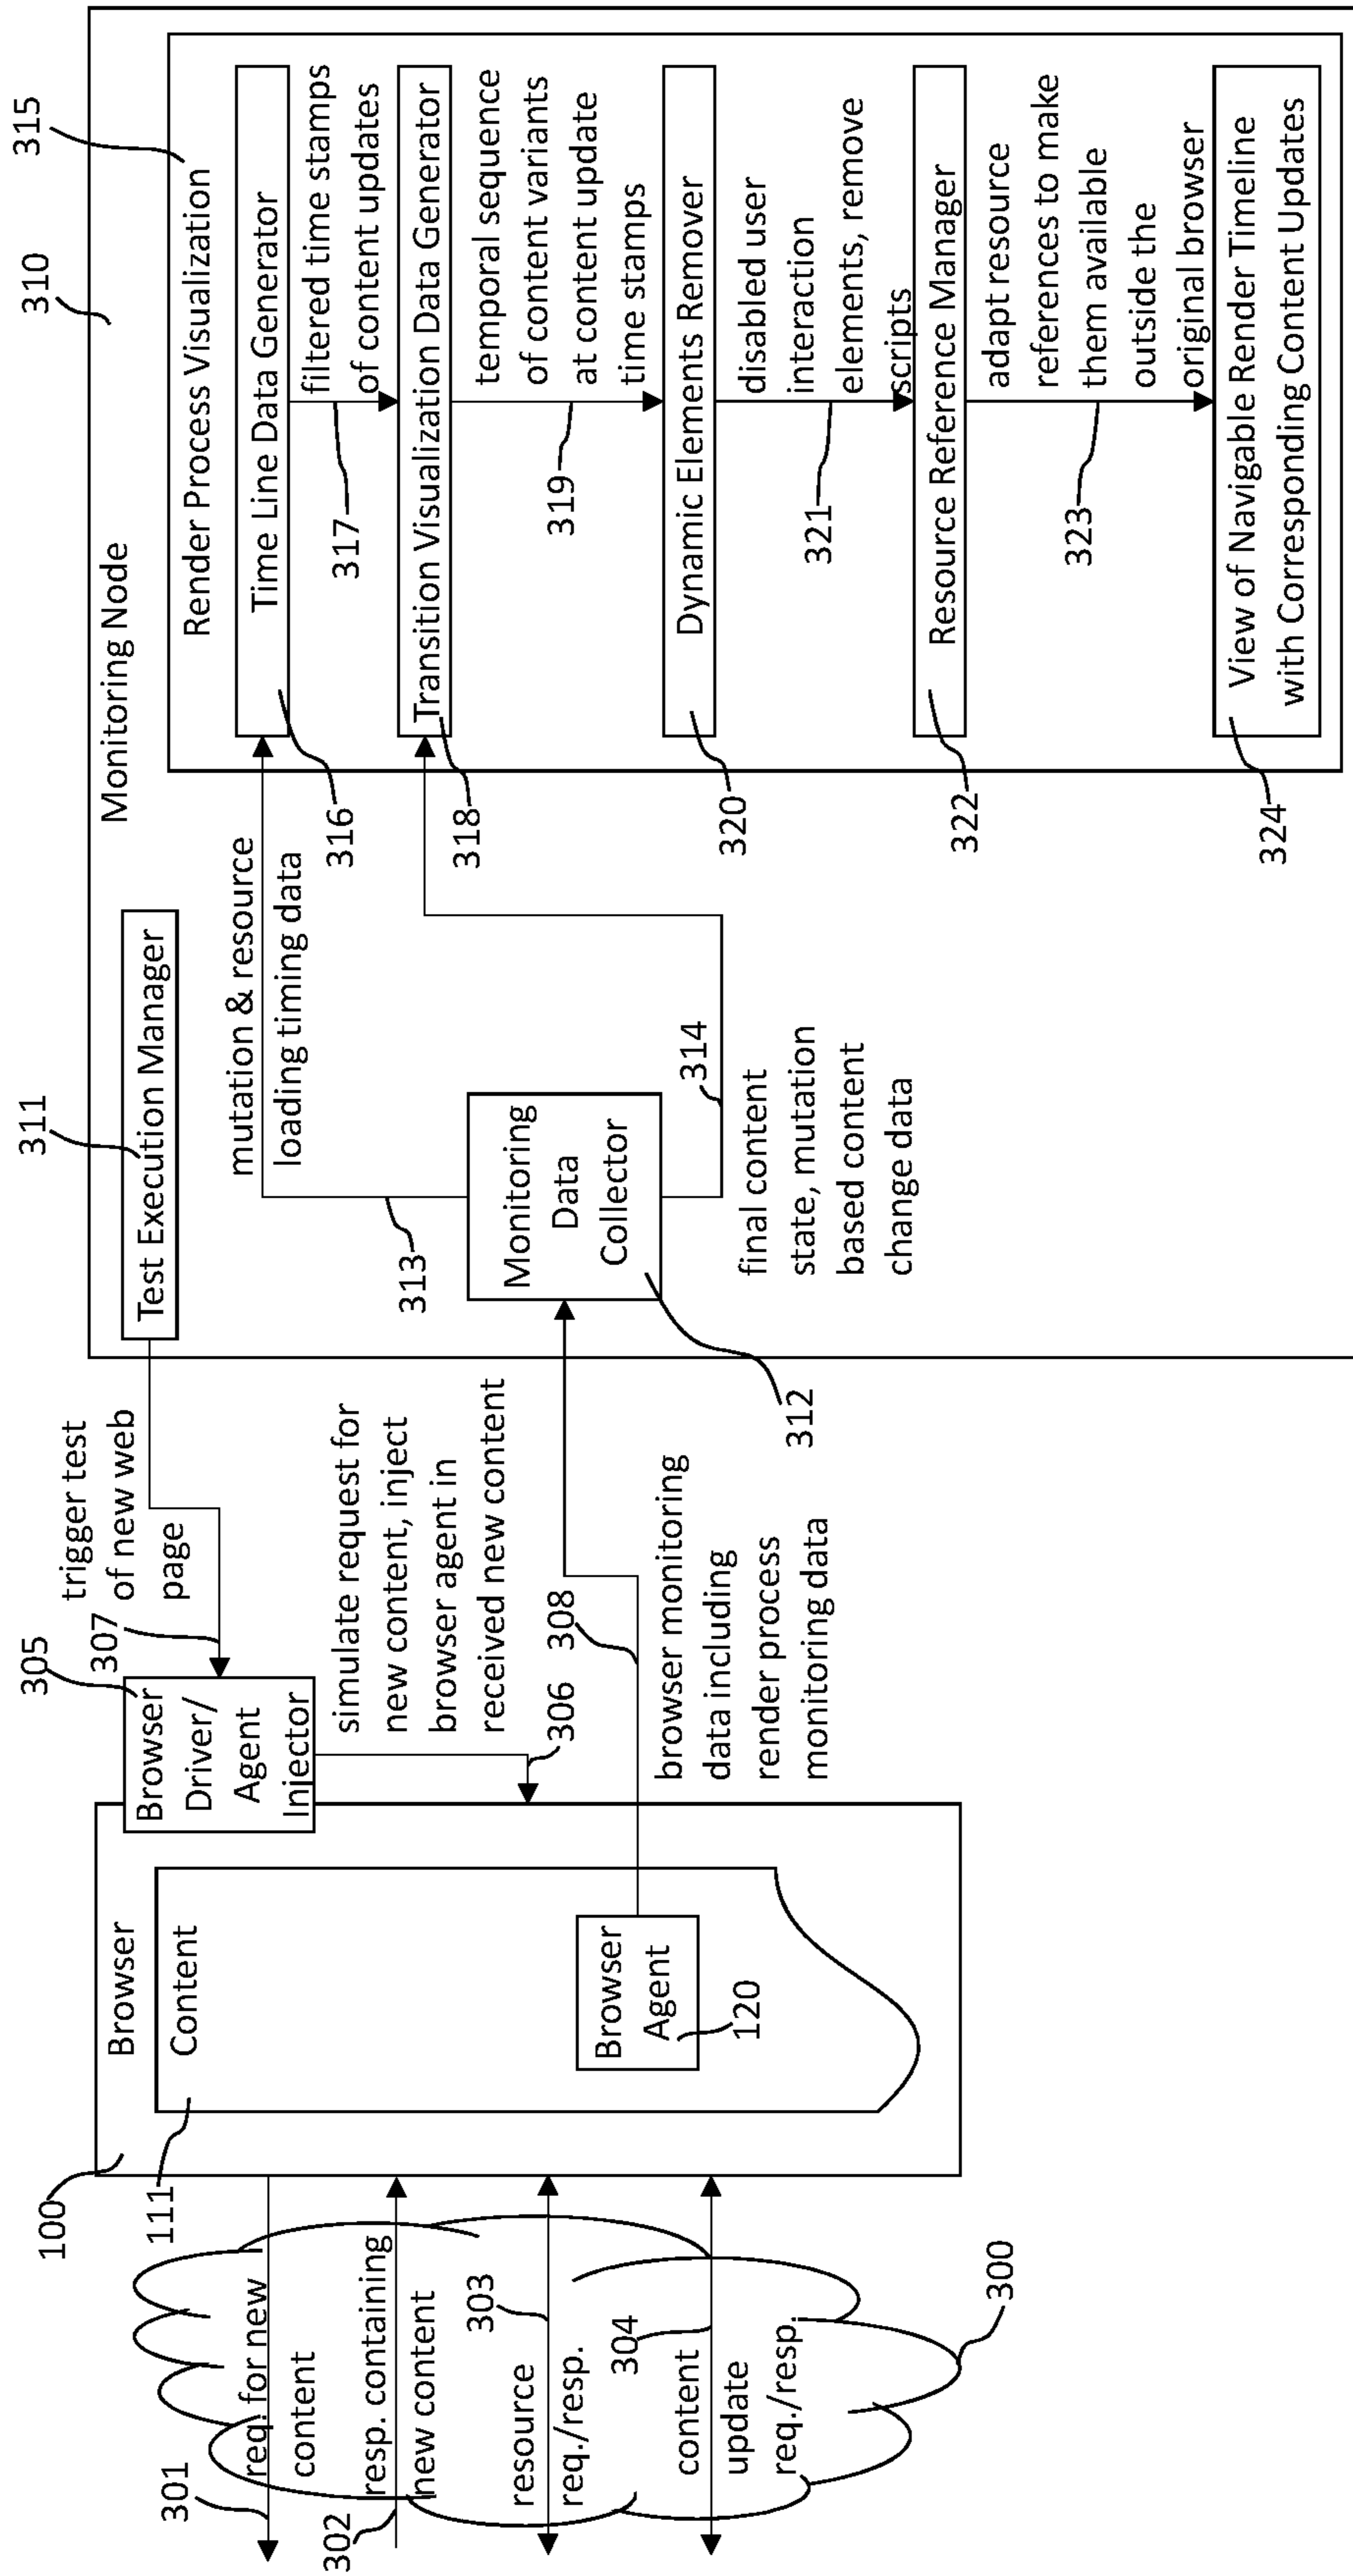 100
Browser
111
Content
Browser
Agent
120
301
req. for new
content
302
resp. containing
new content
303
resource
req./resp.
304
content
update
req./resp.
300
305
Browser
Driver/
Agent
Injector
307
trigger test
of new web
page
simulate request for
new content, inject
browser agent in
received new content
306
308
browser monitoring
data including
render process
monitoring data
310
Monitoring Node
311
Test Execution Manager
mutation & resource
loading timing data
313
Monitoring
Data
Collector
312
314
final content
state, mutation
based content
change data
315
Render Process Visualization
Time Line Data Generator
316
317
filtered time stamps
of content updates
Transition Visualization Data Generator
318
319
temporal sequence
of content variants
at content update
time stamps
Dynamic Elements Remover
320
321
disabled user
interaction
elements, remove
scripts
Resource Reference Manager
322
323
adapt resource
references to make
them available
outside the
original browser
View of Navigable Render Timeline
with Corresponding Content Updates
324